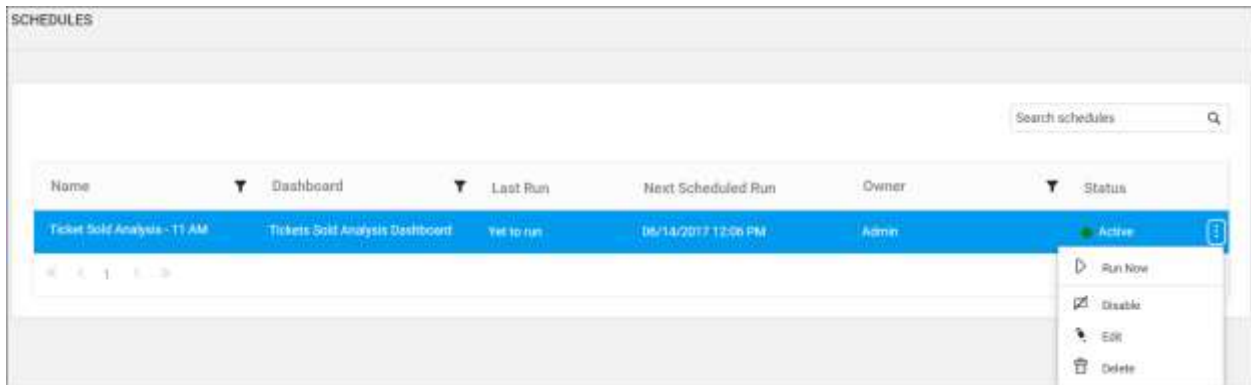 SCHEDULES
Search schedules
Name Dashboard Last Run Next Scheduled Run Owner Status
Ticket Sold Analysis - 11 AM Tickets Sold Analysis Dashboard Yet to run 06/14/2017 12:06 PM Admin Active
1
Run Now
Disable
Edit
Delete